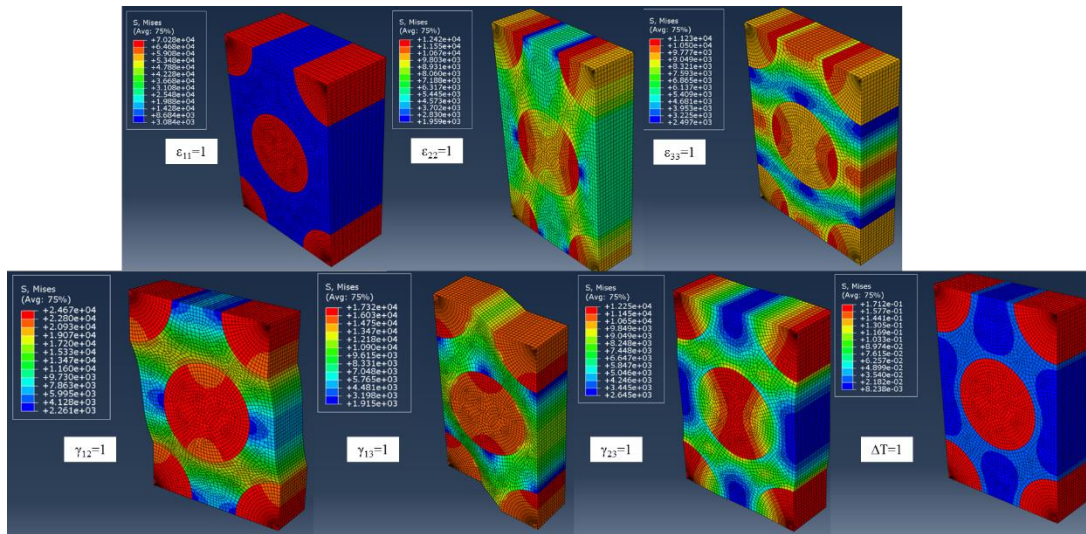 S, Mises
(Avg: 75%)
+7.028e+04
+6.468e+04
+5.908e+04
+5.348e+04
+4.788e+04
+4.228e+04
+3.668e+04
+3.108e+04
+2.548e+04
+1.988e+04
+1.428e+04
+8.684e+03
+3.084e+03
ε11=1
S, Mises
(Avg: 75%)
+1.242e+04
+1.155e+04
+1.067e+04
+9.803e+03
+8.931e+03
+8.060e+03
+7.188e+03
+6.317e+03
+5.445e+03
+4.573e+03
+3.702e+03
+2.830e+03
+1.959e+03
ε22=1
S, Mises
(Avg: 75%)
+1.123e+04
+1.050e+04
+9.777e+03
+9.049e+03
+8.321e+03
+7.593e+03
+6.865e+03
+6.137e+03
+5.409e+03
+4.681e+03
+3.953e+03
+3.225e+03
+2.497e+03
ε33=1
S, Mises
(Avg: 75%)
+2.467e+04
+2.280e+04
+2.093e+04
+1.907e+04
+1.720e+04
+1.533e+04
+1.347e+04
+1.160e+04
+9.730e+03
+7.863e+03
+5.995e+03
+4.128e+03
+2.261e+03
γ12=1
S, Mises
(Avg: 75%)
+1.732e+04
+1.603e+04
+1.475e+04
+1.347e+04
+1.218e+04
+1.090e+04
+9.615e+03
+8.331e+03
+7.048e+03
+5.765e+03
+4.481e+03
+3.198e+03
+1.915e+03
γ13=1
S, Mises
(Avg: 75%)
+1.225e+04
+1.145e+04
+1.065e+04
+9.849e+03
+9.049e+03
+8.248e+03
+7.448e+03
+6.647e+03
+5.847e+03
+5.046e+03
+4.246e+03
+3.445e+03
+2.645e+03
γ23=1
S, Mises
(Avg: 75%)
+1.712e-01
+1.577e-01
+1.441e-01
+1.305e-01
+1.169e-01
+1.033e-01
+8.974e-02
+7.615e-02
+6.257e-02
+4.899e-02
+3.540e-02
+2.182e-02
+8.238e-03
ΔT=1